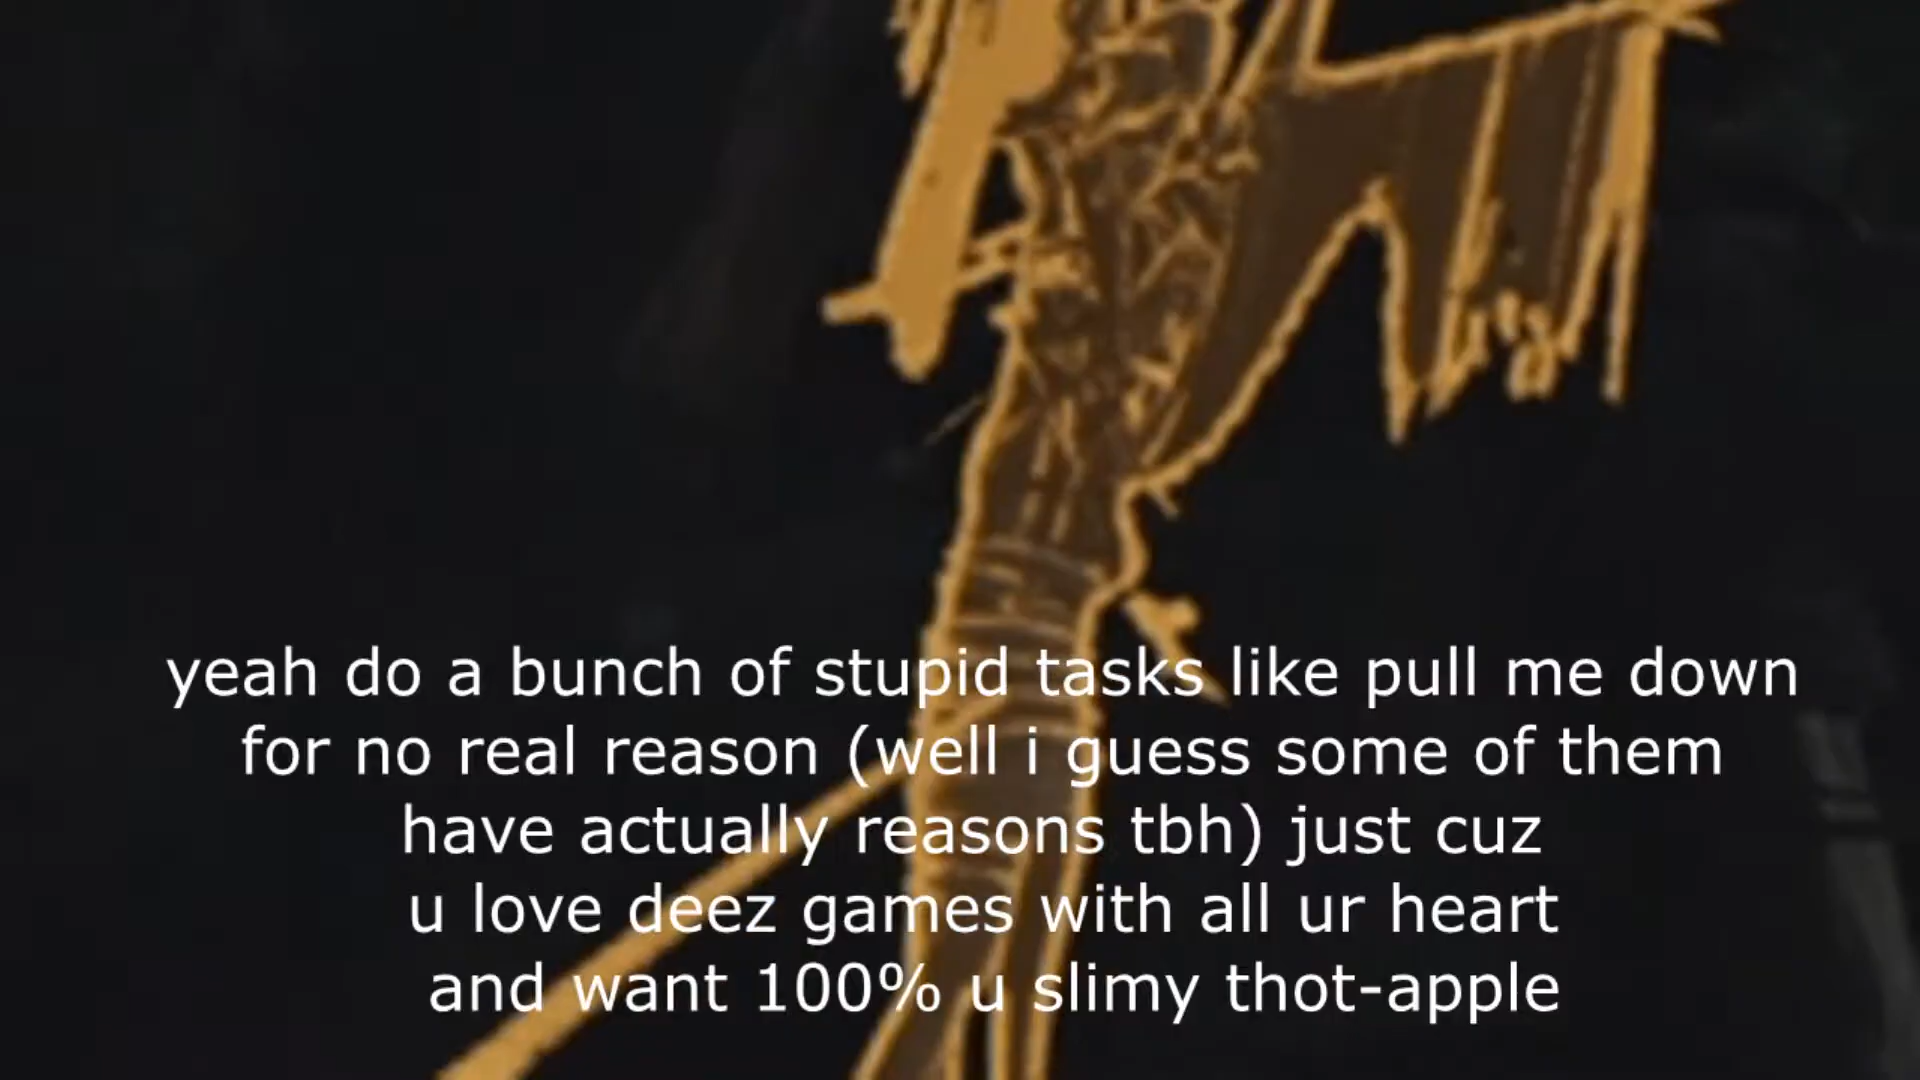 yeah do a bunch of stupid tasks like pull me down
for no real reason (well i guess some of them
have actually reasons tbh) just cuz
u love deez games with all ur heart
and want 100% u slimy thot-apple